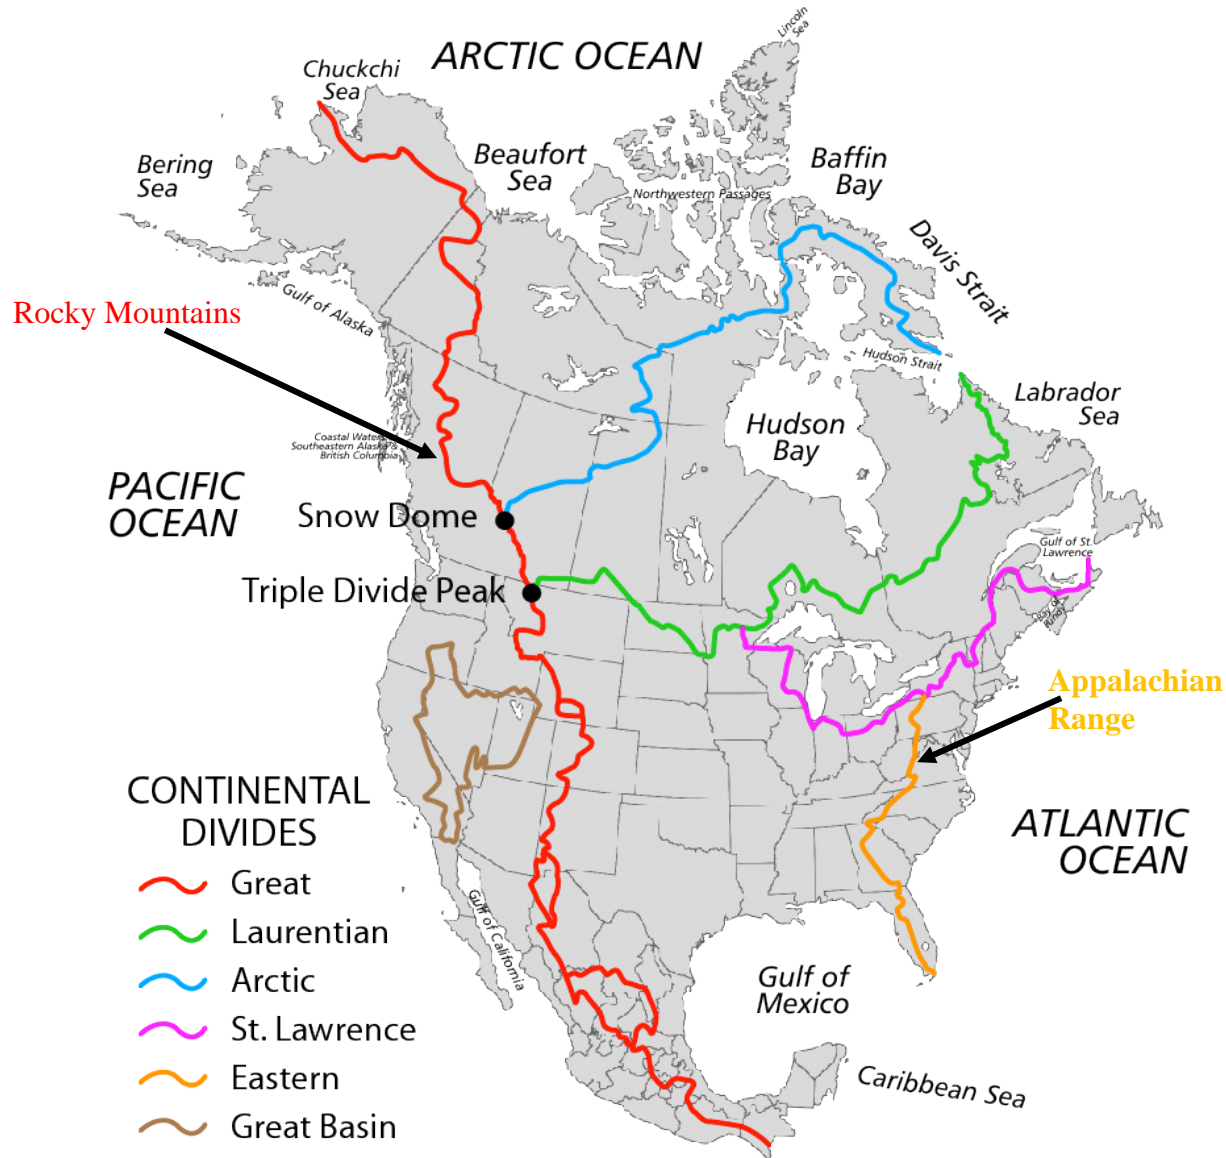 Lincoln
Sea
ARCTIC OCEAN
Chuckchi
Sea
Beaufort
Sea
Baffin
Bay
Bering
Sea
Northwestern Passages
Davis Strait
Gulf of Alaska
Rocky Mountains
Hudson Strait
Labrador
Sea
Hudson
Bay
Coastal Waters of
Southeastern Alaska &
British Columbia
PACIFIC
OCEAN
Snow Dome
Gulf of St.
Lawrence
Triple Divide Peak
Bay of
Fundy
Appalachian
Range
CONTINENTAL
DIVIDES
Great
Laurentian
Arctic
St. Lawrence
Eastern
Great Basin
ATLANTIC
OCEAN
Gulf of California
Gulf of
Mexico
Caribbean Sea